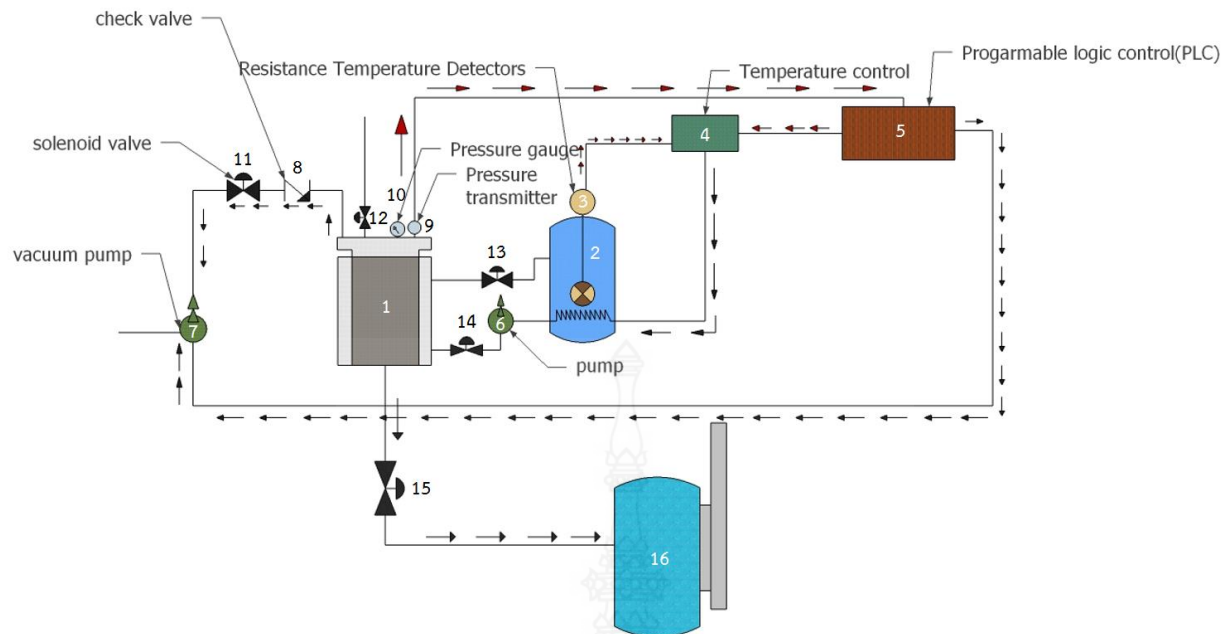 check valve
Progarmable logic control(PLC)
Resistance Temperature Detectors
Temperature control
solenoid valve
11
8
4
5
Pressure gauge
10
Pressure
transmitter
3
12
9
vacuum pump
13
2
1
7
14
6
pump
15
16